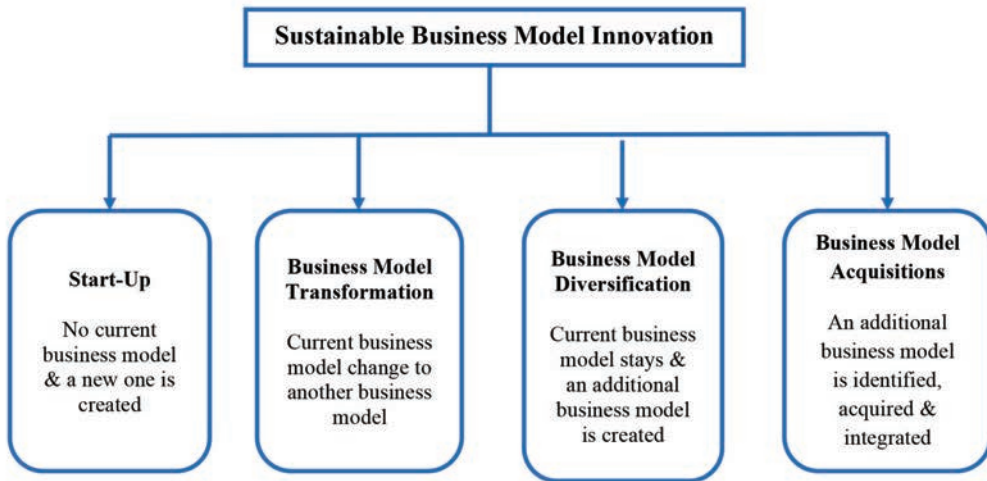 Sustainable Business Model Innovation
Start-Up
No current
business model
& a new one is
created
Business Model
Transformation
Current business
model change to
another business
model
Business Model
Diversification
Current business
model stays &
an additional
business model
is created
Business Model
Acquisitions
An additional
business model
is identified,
acquired &
integrated